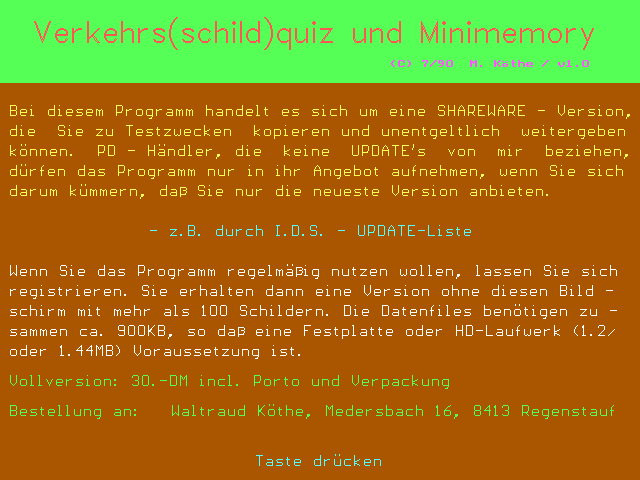 Verkehrs(schild)quiz und Minimemory
(C) 7/90 M. Köthe / v1.0
Bei diesem Programm handelt es sich um eine SHAREWARE - Version,
die Sie zu Testzwecken kopieren und unentgeltlich weitergeben
können. PD - Händler, die keine UPDATE's von mir beziehen,
dürfen das Programm nur in ihr Angebot aufnehmen, wenn Sie sich
darum kümmern, daß Sie nur die neueste Version anbieten.
- z.B. durch I.D.S. - UPDATE-Liste
Wenn Sie das Programm regelmäßig nutzen wollen, lassen Sie sich
registrieren. Sie erhalten dann eine Version ohne diesen Bild -
schirm mit mehr als 100 Schildern. Die Datenfiles benötigen zu -
sammen ca. 900KB, so daß eine Festplatte oder HD-Laufwerk (1.2/
oder 1.44MB) Voraussetzung ist.
Vollversion: 30.-DM incl. Porto und Verpackung
Bestellung an: Waltraud Köthe, Medersbach 16, 8413 Regenstauf
Taste drücken